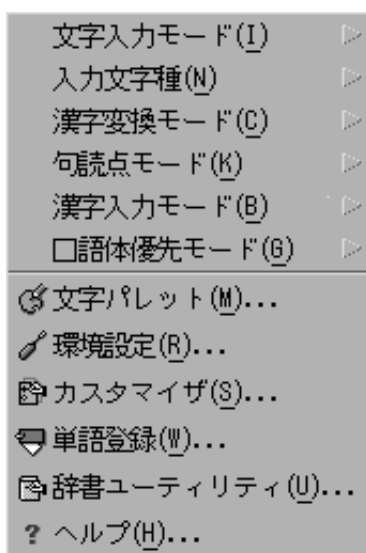 文字入力モード(I)
入力文字種(N)
漢字変換モード(C)
句読点モード(K)
漢字入力モード(B)
口語体優先モード(G)
文字パレット(M)...
環境設定(R)...
カスタマイザ(S)...
単語登録(W)...
辞書ユーティリティ(U)...
ヘルプ(H)...